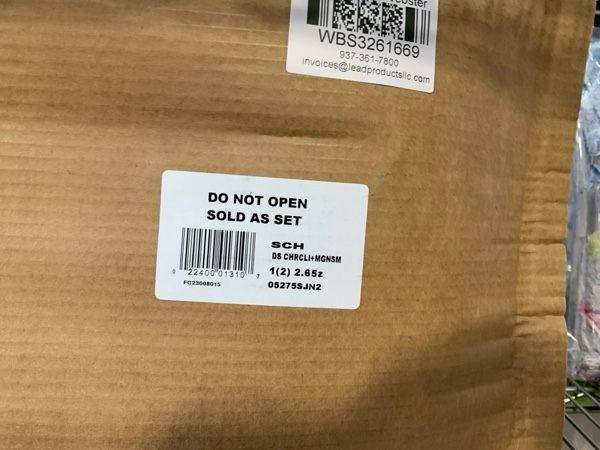 WBS3261669
937-361-7800
invoices@leadproductsllc.com
DO NOT OPEN
SOLD AS SET
SCH
DS CHRCLI+MGNSM
1(2) 2.65z
05275SJN2
0 22400 01310 7
FC23008015